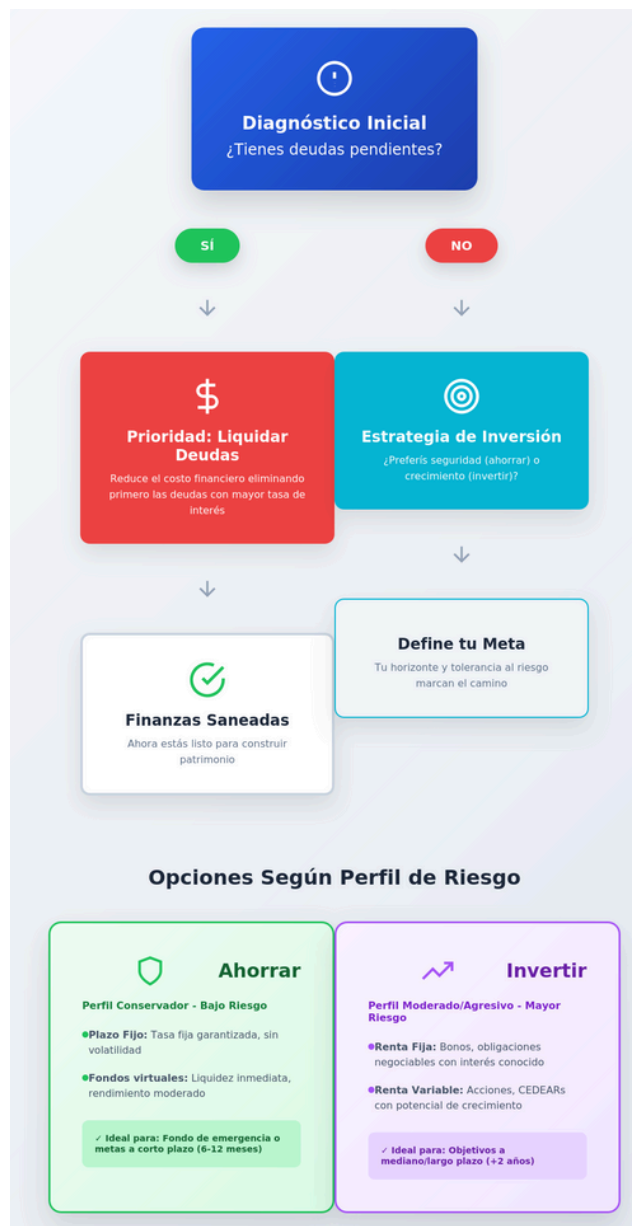 Diagnóstico Inicial
¿Tienes deudas pendientes?
SÍ
NO
Prioridad: Liquidar
Deudas
Reduce el costo financiero eliminando
primero las deudas con mayor tasa de
interés
Estrategia de Inversión
¿Preferís seguridad (ahorrar) o
crecimiento (invertir)?
Finanzas Saneadas
Ahora estás listo para construir
patrimonio
Define tu Meta
Tu horizonte y tolerancia al riesgo
marcan el camino
Opciones Según Perfil de Riesgo
Ahorrar
Perfil Conservador - Bajo Riesgo
Plazo Fijo: Tasa fija garantizada, sin
volatilidad
Fondos virtuales: Liquidez inmediata,
rendimiento moderado
✓ Ideal para: Fondo de emergencia o
metas a corto plazo (6-12 meses)
Invertir
Perfil Moderado/Agresivo - Mayor
Riesgo
Renta Fija: Bonos, obligaciones
negociables con interés conocido
Renta Variable: Acciones, CEDEARs
con potencial de crecimiento
✓ Ideal para: Objetivos a
mediano/largo plazo (+2 años)